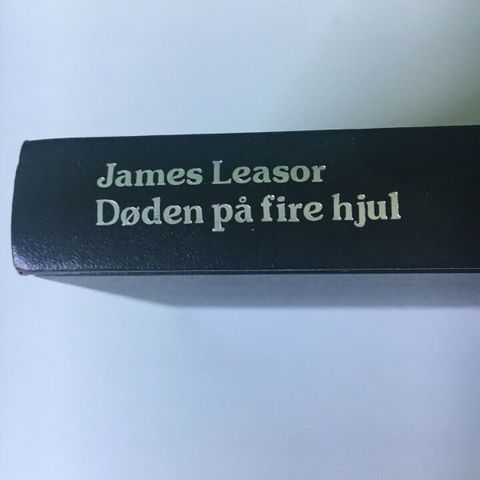 James Leasor
Døden på fire hjul